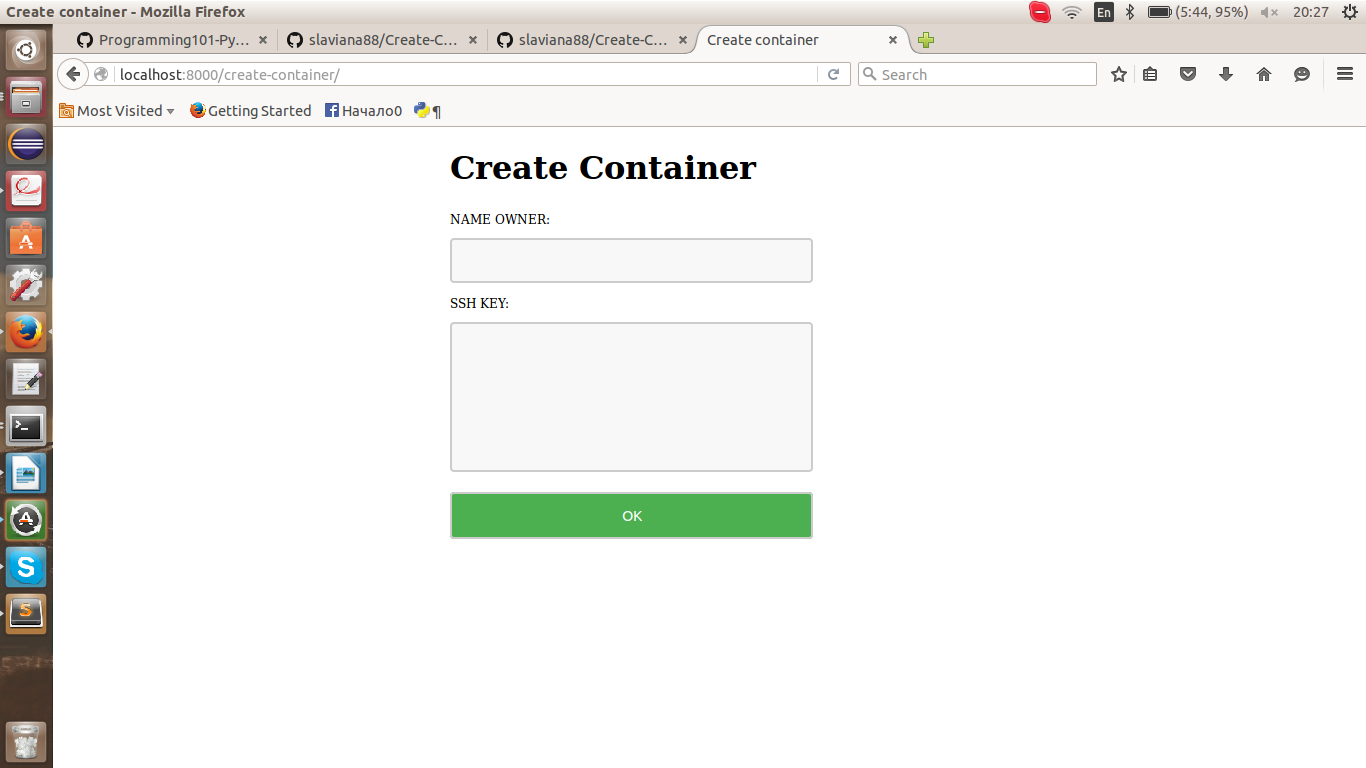 Create container - Mozilla Firefox
En
(5:44, 95%)
20:27
Programming101-Py...
slaviana88/Create-C...
slaviana88/Create-C...
Create container
localhost:8000/create-container/
Search
Most Visited
Getting Started
Начало0
¶
Create Container
NAME OWNER:
SSH KEY:
OK